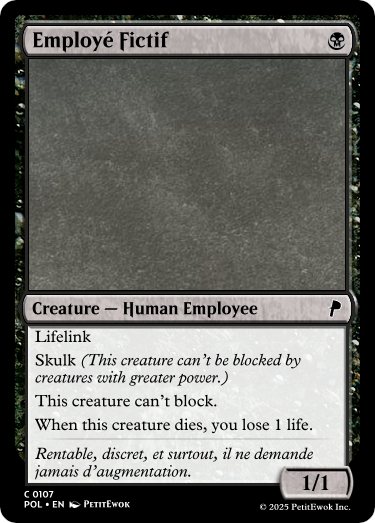 Employé Fictif
Creature — Human Employee
Lifelink
Skulk (This creature can't be blocked by
creatures with greater power.)
This creature can't block.
When this creature dies, you lose 1 life.
Rentable, discret, et surtout, il ne demande
jamais d'augmentation.
1/1
C 0107
POL • EN PetitEwok
© 2025 PetitEwok Inc.